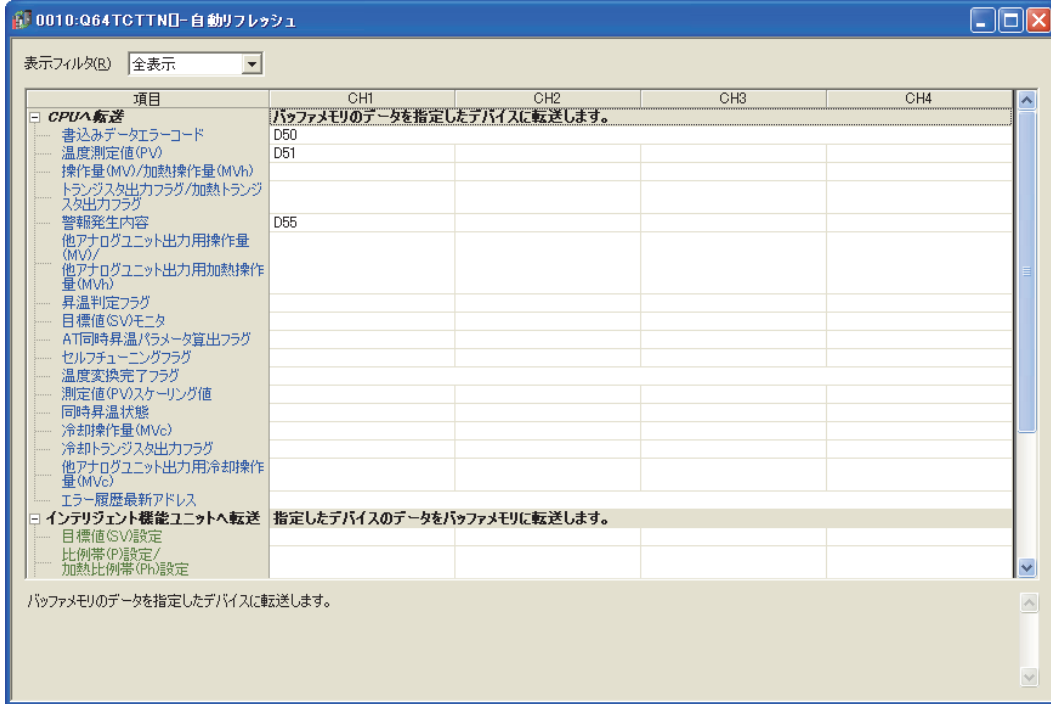 0010:Q64TCTTN[]-自動リフレッシュ
表示フィルタ(R) 全表示
項目 CH1 CH2 CH3 CH4
CPUへ転送 バッファメモリのデータを指定したデバイスに転送します。
書込みデータエラーコード D50
温度測定値(PV) D51
操作量(MV)/加熱操作量(MVh)
トランジスタ出力フラグ/加熱トランジ
スタ出力フラグ
警報発生内容 D55
他アナログユニット出力用操作量
(MV)/
他アナログユニット出力用加熱操作
量(MVh)
昇温判定フラグ
目標値(SV)モニタ
AT同時昇温パラメータ算出フラグ
セルフチューニングフラグ
温度変換完了フラグ
測定値(PV)スケーリング値
同時昇温状態
冷却操作量(MVc)
冷却トランジスタ出力フラグ
他アナログユニット出力用冷却操作
量(MVc)
エラー履歴最新アドレス
インテリジェント機能ユニットへ転送 指定したデバイスのデータをバッファメモリに転送します。
目標値(SV)設定
比例帯(P)設定/
加熱比例帯(Ph)設定
バッファメモリのデータを指定したデバイスに転送します。